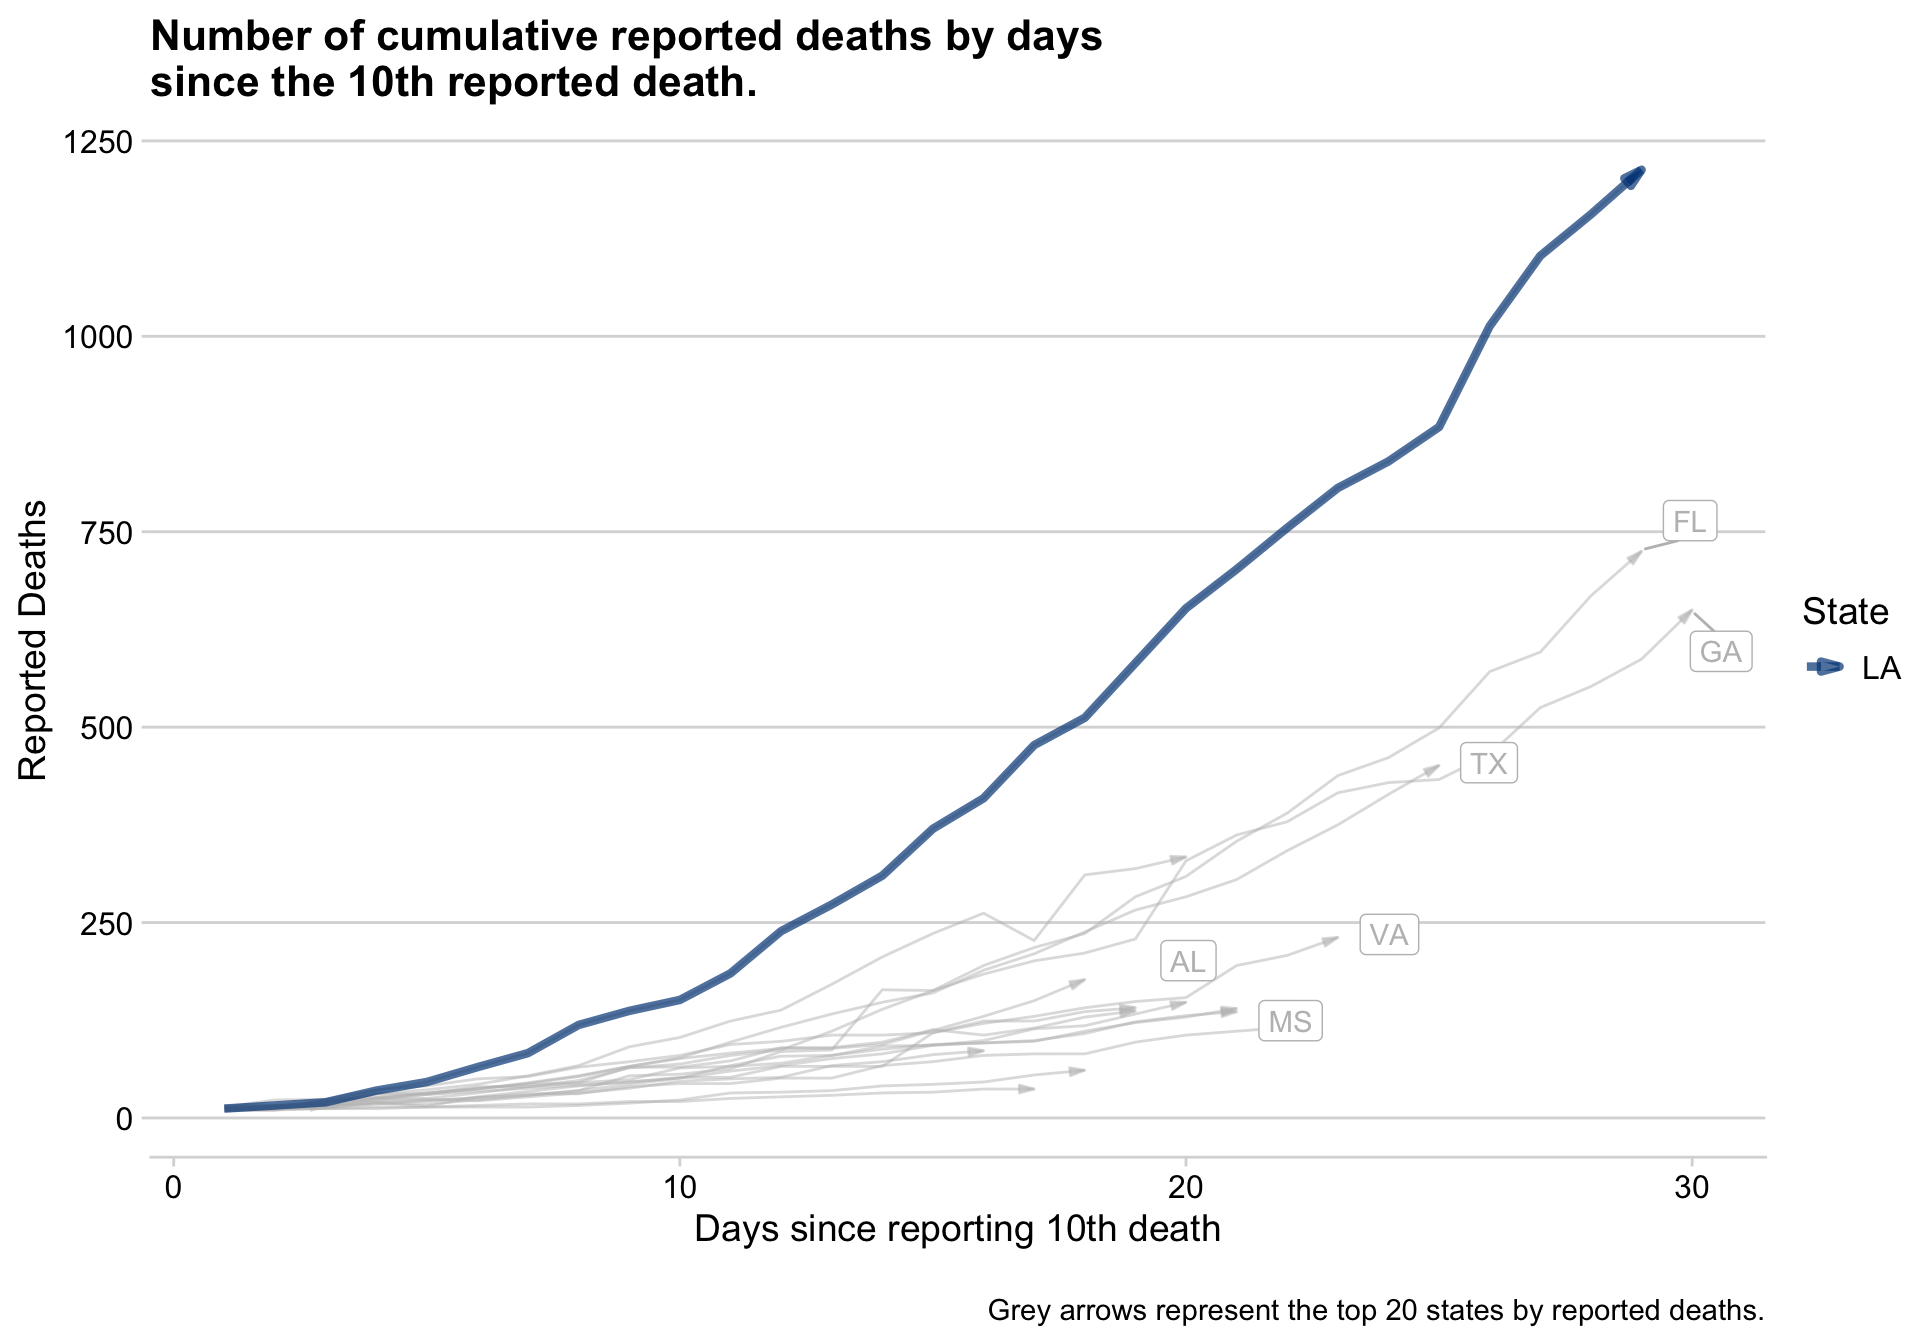 Number of cumulative reported deaths by days
since the 10th reported death.
1250
1000
750
500
250
0
Reported Deaths
FL
GA
TX
VA
AL
MS
State
LA
0 10 20 30
Days since reporting 10th death
Grey arrows represent the top 20 states by reported deaths.